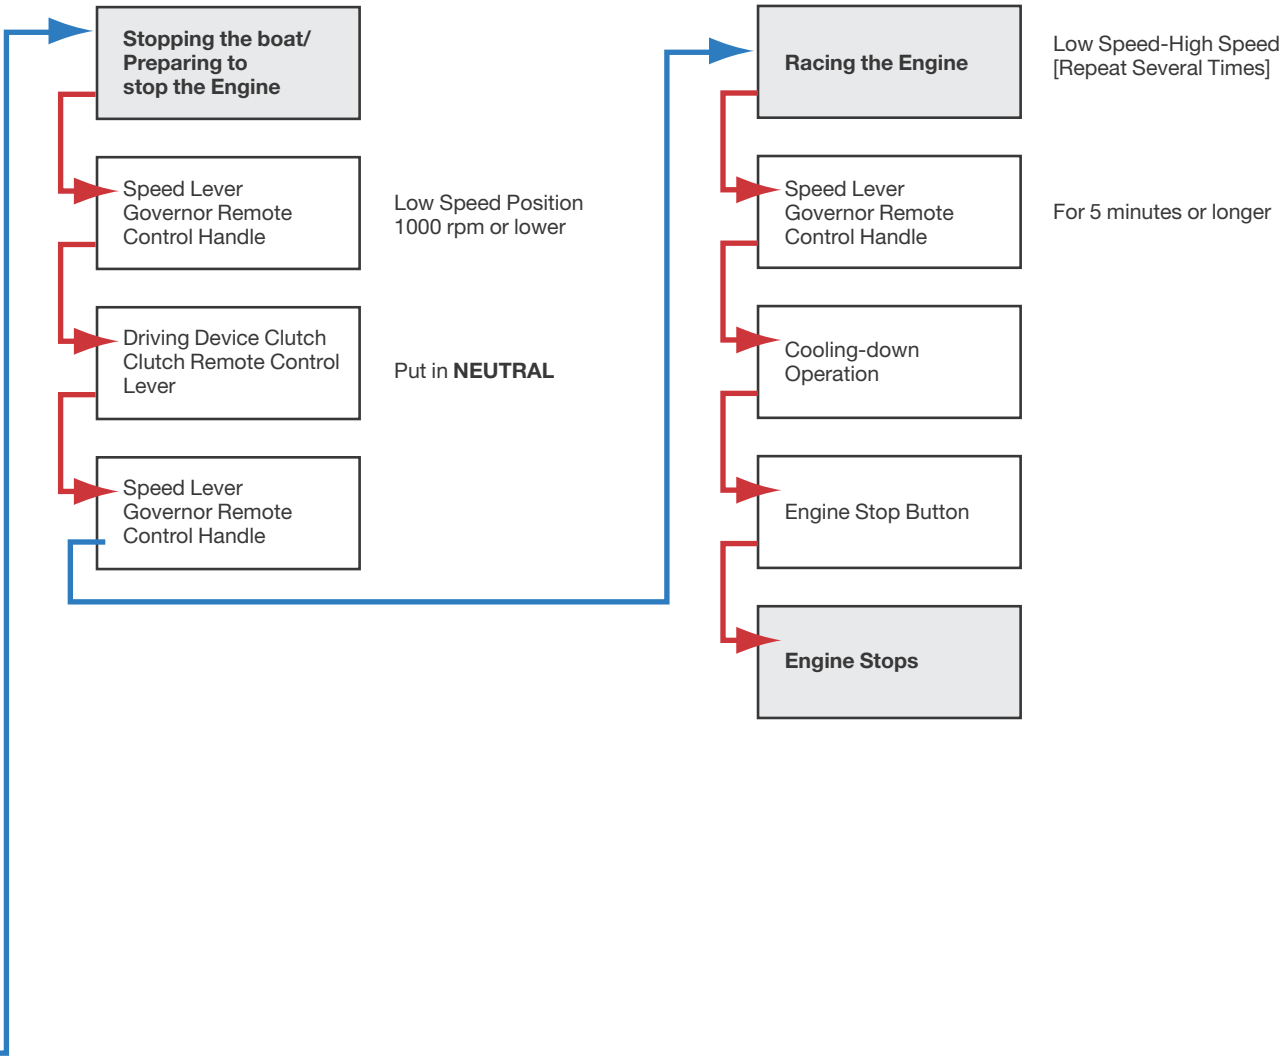 Stopping the boat/
Preparing to
stop the Engine
Speed Lever
Governor Remote
Control Handle
Low Speed Position
1000 rpm or lower
Driving Device Clutch
Clutch Remote Control
Lever
Put in NEUTRAL
Speed Lever
Governor Remote
Control Handle
Racing the Engine
Low Speed-High Speed
[Repeat Several Times]
Speed Lever
Governor Remote
Control Handle
For 5 minutes or longer
Cooling-down
Operation
Engine Stop Button
Engine Stops